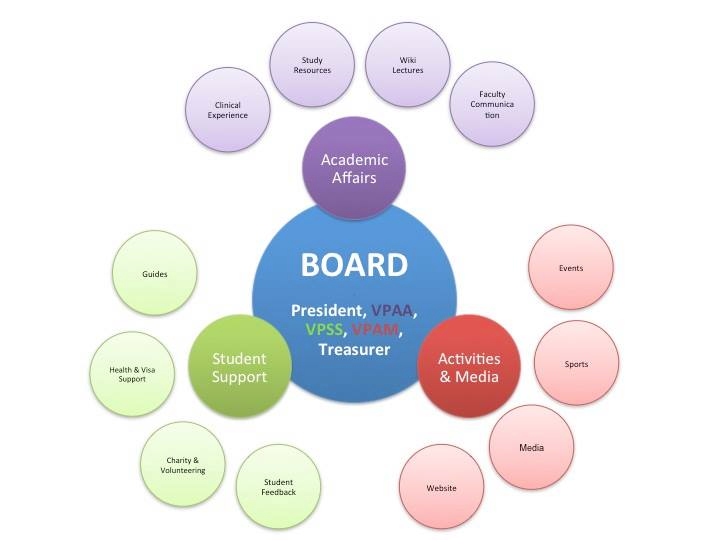 Study
Resources
Wiki
Lectures
Clinical
Experience
Faculty
Communica
tion
Academic
Affairs
BOARD
President, VPAA,
VPSS, VPAM,
Treasurer
Guides
Health & Visa
Support
Charity &
Volunteering
Student
Feedback
Student
Support
Activities
& Media
Events
Sports
Media
Website